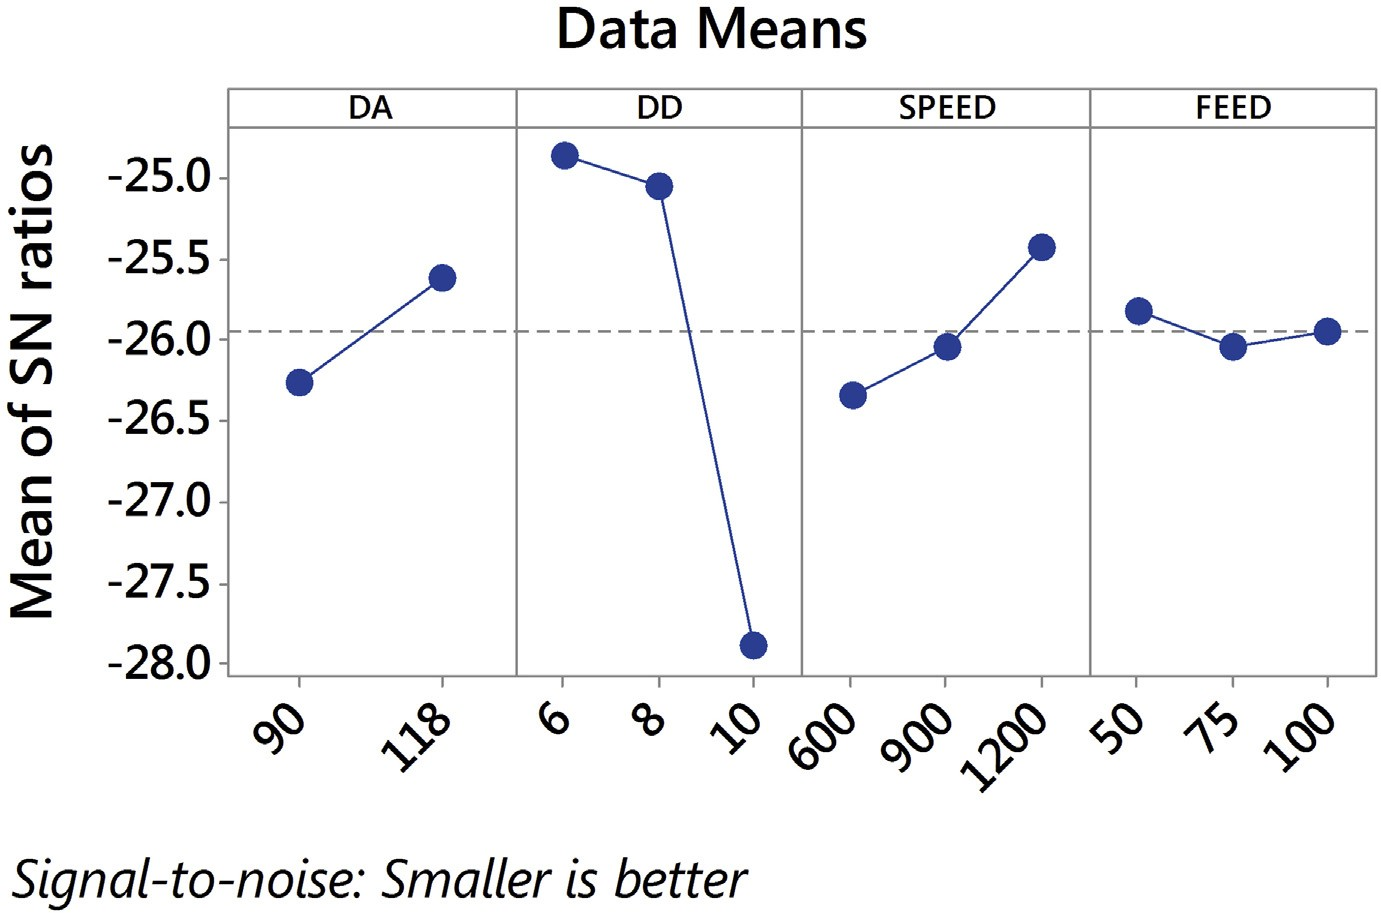 Data Means
DA DD SPEED FEED
Mean of SN ratios
-25.0
-25.5
-26.0
-26.5
-27.0
-27.5
-28.0
90 118 6 8 10 600 900 1200 50 75 100
Signal-to-noise: Smaller is better